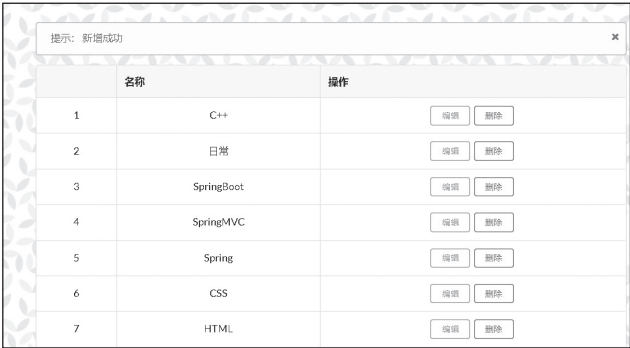 提示： 新增成功 ×
名称 操作
1 C++ 编辑 删除
2 日常 编辑 删除
3 SpringBoot 编辑 删除
4 SpringMVC 编辑 删除
5 Spring 编辑 删除
6 CSS 编辑 删除
7 HTML 编辑 删除